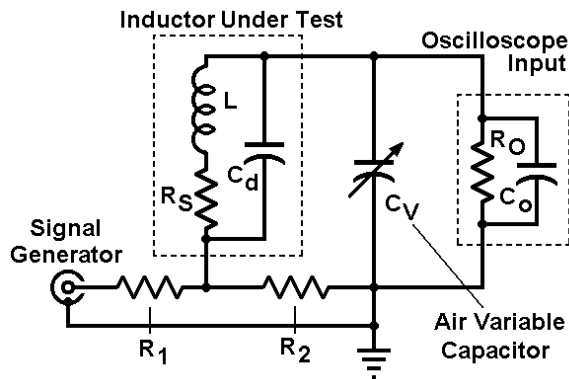 Inductor Under Test
Oscilloscope
Input
L
RS
Cd
CV
RO
Co
Signal
Generator
R1
R2
Air Variable
Capacitor